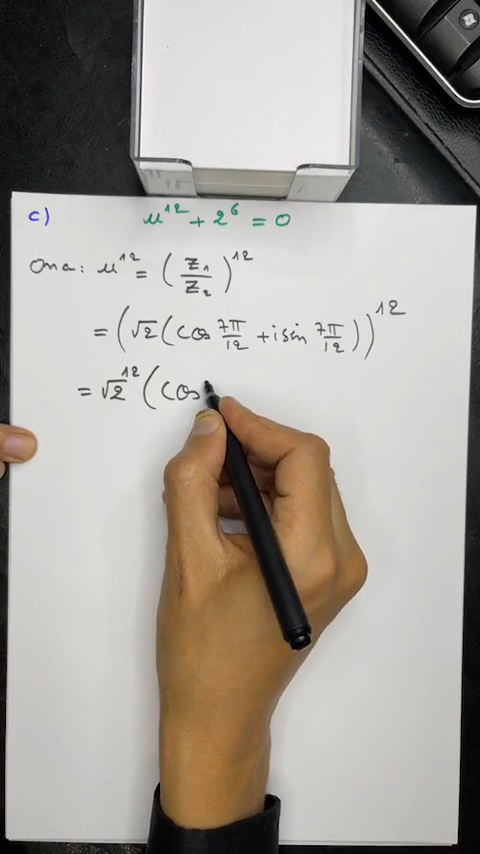 c) u¹² + 2⁶ = 0
On a : u¹² = (z₁/z₂)¹²
= (√2 (cos 7π/12 + i sin 7π/12))¹²
= √2¹² (cos